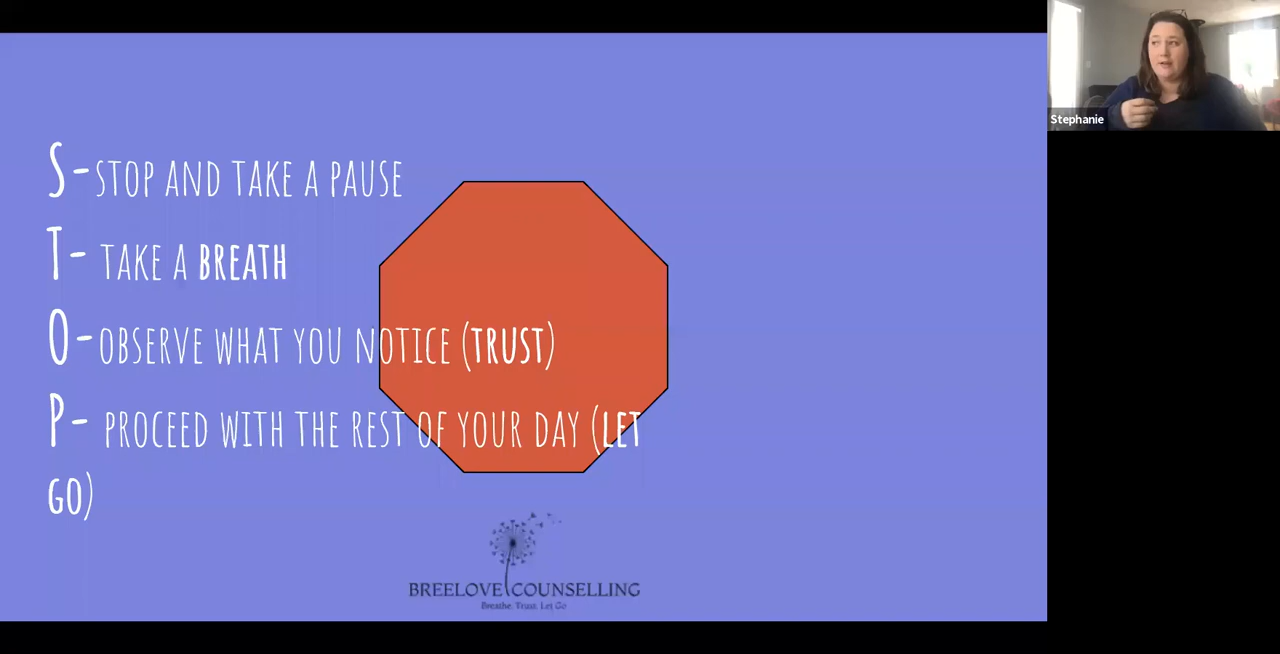 S-STOP AND TAKE A PAUSE
T- TAKE A BREATH
O-OBSERVE WHAT YOU NOTICE (TRUST)
P- PROCEED WITH THE REST OF YOUR DAY (LET
GO)
BREELOVE COUNSELLING
Breathe. Trust. Let Go
Stephanie